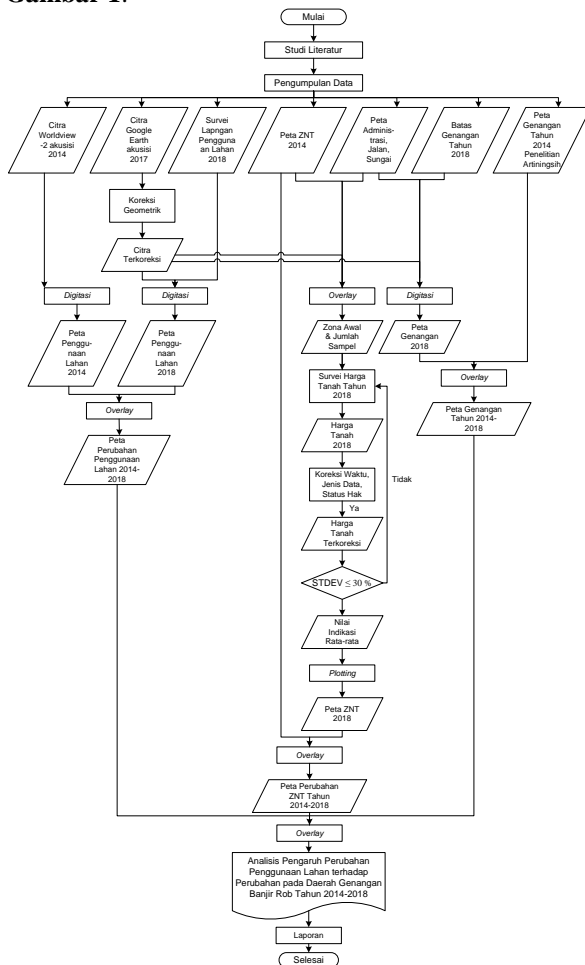 Gambar 1.
Mulai
Studi Literatur
Pengumpulan Data
Citra
Worldview
-2 akusisi
2014
Citra
Google
Earth
akusisi
2017
Survei
Lapngan
Pengguna
an Lahan
2018
Peta ZNT
2014
Peta
Adminis-
trasi,
Jalan,
Sungai
Batas
Genangan
Tahun
2018
Peta
Genangan
Tahun
2014
Penelitian
Artiningsih
Koreksi
Geometrik
Citra
Terkoreksi
Digitasi
Digitasi
Overlay
Digitasi
Peta
Penggu-
naan
Lahan
2014
Peta
Penggu-
naan
Lahan
2018
Zona Awal
& Jumlah
Sampel
Peta
Genangan
2018
Overlay
Survei Harga
Tanah Tahun
2018
Overlay
Peta Genangan
Tahun 2014-
2018
Peta
Perubahan
Penggunaan
Lahan 2014-
2018
Harga
Tanah
2018
Koreksi Waktu,
Jenis Data,
Status Hak
Tidak
Ya
Harga
Tanah
Terkoreksi
STDEV ≤ 30 %
Nilai
Indikasi
Rata-rata
Plotting
Peta ZNT
2018
Overlay
Peta Perubahan
ZNT Tahun
2014-2018
Overlay
Analisis Pengaruh Perubahan
Penggunaan Lahan terhadap
Perubahan pada Daerah Genangan
Banjir Rob Tahun 2014-2018
Laporan
Selesai